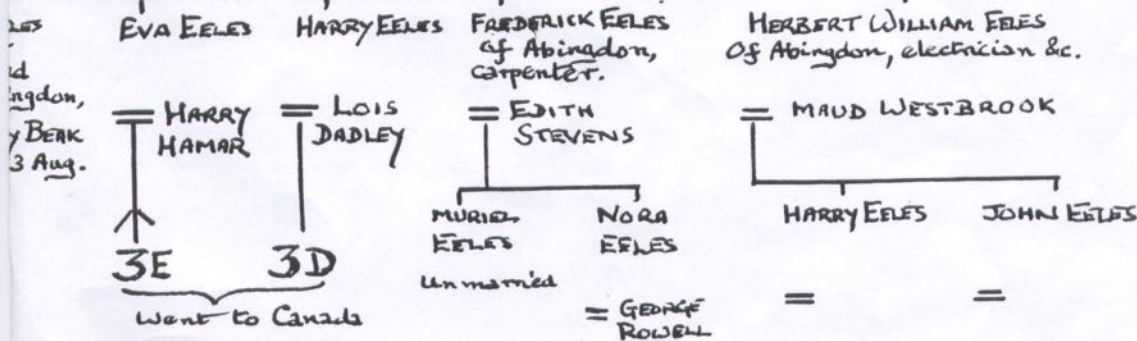 LES
EVA EELES
HARRY EELES
FREDERICK EELES
of Abingdon,
carpenter.
HERBERT WILLIAM EELES
Of Abingdon, electrician &c.
ngdon,
y BEAK
3 Aug.
= HARRY
HAMAR
= LOIS
DADLEY
= EDITH
STEVENS
= MAUD WESTBROOK
MURIEL
EELES
Unmarried
NORA
EELES
= GEORGE
ROWELL
HARRY EELES
=
JOHN EELES
=
3E
3D
Went to Canada